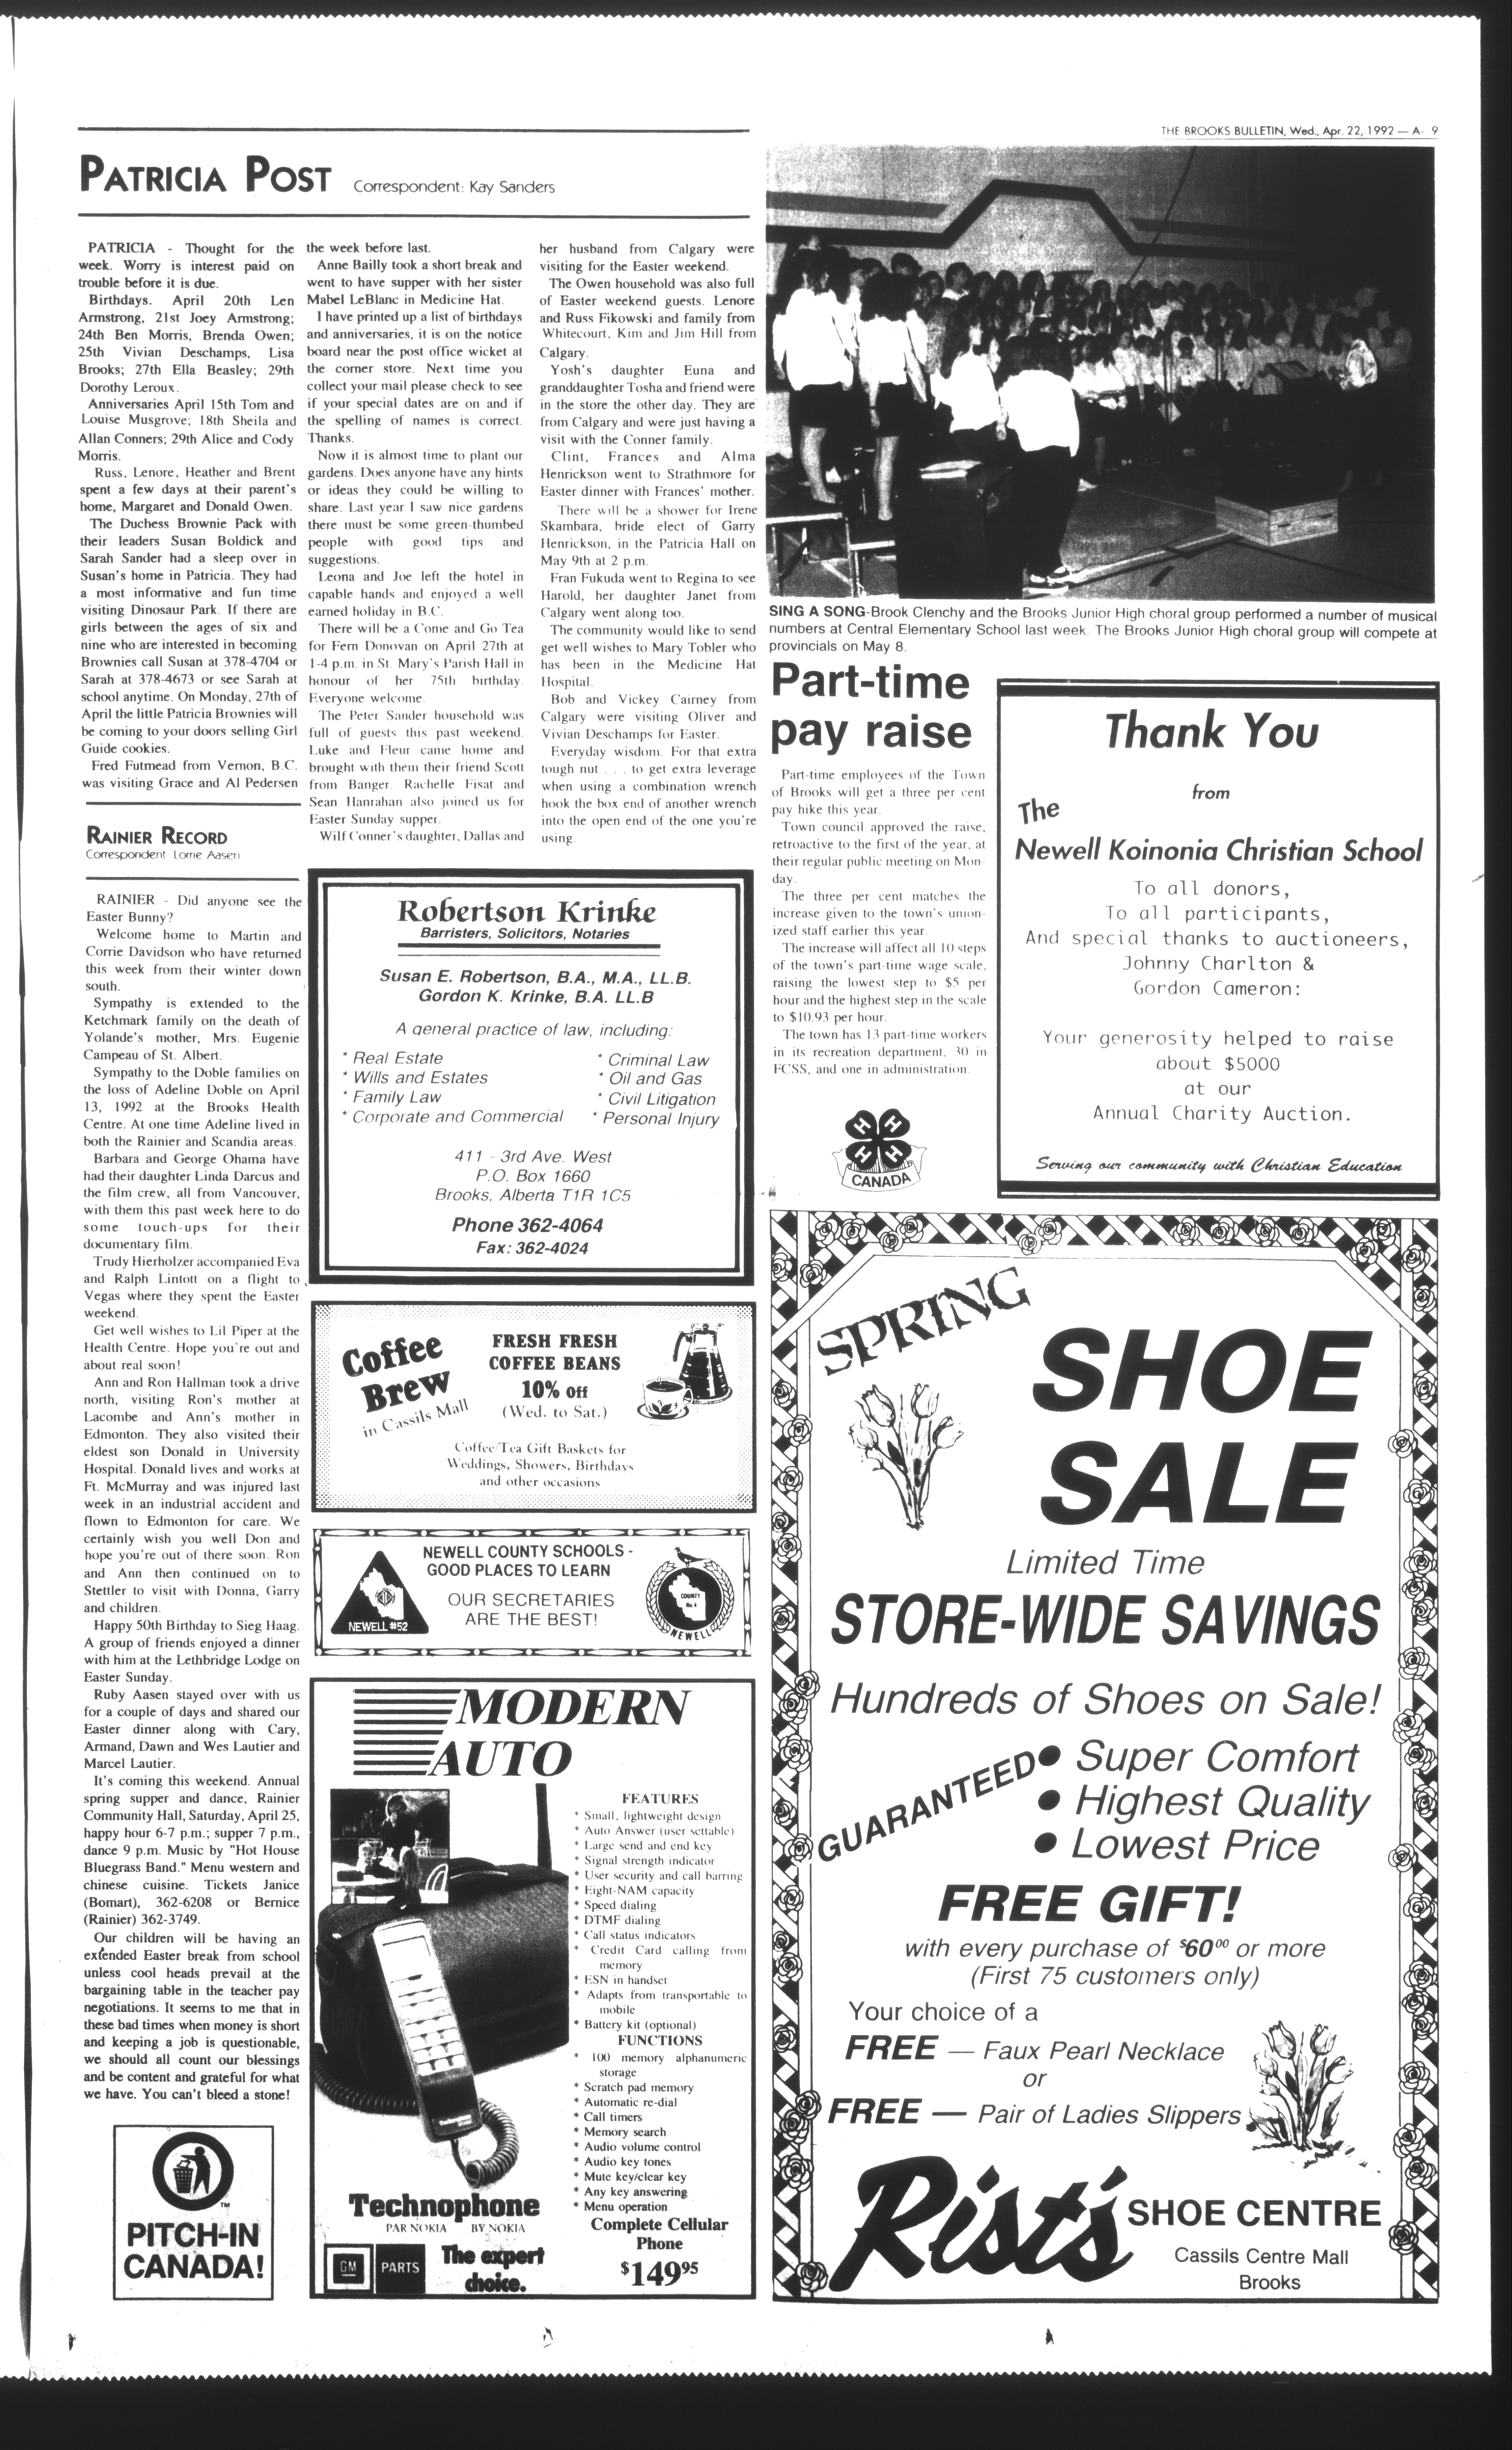 THE BROOKS BULLETIN, Wed., Apr. 22, 1992 — A- 9
PATRICIA POST
Correspondent: Kay Sanders
PATRICIA - Thought for the
week. Worry is interest paid on
trouble before it is due.
Birthdays. April 20th Len
Armstrong, 21st Joey Armstrong;
24th Ben Morris, Brenda Owen;
25th Vivian Deschamps, Lisa
Brooks; 27th Ella Beasley; 29th
Dorothy Leroux.
Anniversaries April 15th Tom and
Louise Musgrove; 18th Sheila and
Allan Conners; 29th Alice and Cody
Morris.
Russ, Lenore, Heather and Brent
spent a few days at their parent's
home, Margaret and Donald Owen.
The Duchess Brownie Pack with
their leaders Susan Boldick and
Sarah Sander had a sleep over in
Susan's home in Patricia. They had
a most informative and fun time
visiting Dinosaur Park. If there are
girls between the ages of six and
nine who are interested in becoming
Brownies call Susan at 378-4704 or
Sarah at 378-4673 or see Sarah at
school anytime. On Monday, 27th of
April the little Patricia Brownies will
be coming to your doors selling Girl
Guide cookies.
Fred Futmead from Vernon, B.C.
was visiting Grace and Al Pedersen
the week before last.
Anne Bailly took a short break and
went to have supper with her sister
Mabel LeBlanc in Medicine Hat.
I have printed up a list of birthdays
and anniversaries, it is on the notice
board near the post office wicket at
the corner store. Next time you
collect your mail please check to see
if your special dates are on and if
the spelling of names is correct.
Thanks.
Now it is almost time to plant our
gardens. Does anyone have any hints
or ideas they could be willing to
share. Last year I saw nice gardens
there must be some green-thumbed
people with good tips and
suggestions.
Leona and Joe left the hotel in
capable hands and enjoyed a well
earned holiday in B.C.
There will be a Come and Go Tea
for Fern Donovan on April 27th at
1-4 p.m. in St. Mary's Parish Hall in
honour of her 75th birthday.
Everyone welcome.
The Peter Sander household was
full of guests this past weekend.
Luke and Fleur came home and
brought with them their friend Scott
from Banger. Rachelle Fisat and
Sean Hanrahan also joined us for
Easter Sunday supper.
Wilf Conner's daughter, Dallas and
her husband from Calgary were
visiting for the Easter weekend.
The Owen household was also full
of Easter weekend guests. Lenore
and Russ Fikowski and family from
Whitecourt, Kim and Jim Hill from
Calgary.
Yosh's daughter Euna and
granddaughter Tosha and friend were
in the store the other day. They are
from Calgary and were just having a
visit with the Conner family.
Clint, Frances and Alma
Henrickson went to Strathmore for
Easter dinner with Frances' mother.
There will be a shower for Irene
Skambara, bride elect of Garry
Henrickson, in the Patricia Hall on
May 9th at 2 p.m.
Fran Fukuda went to Regina to see
Harold, her daughter Janet from
Calgary went along too.
The community would like to send
get well wishes to Mary Tobler who
has been in the Medicine Hat
Hospital.
Bob and Vickey Cairney from
Calgary were visiting Oliver and
Vivian Deschamps for Easter.
Everyday wisdom. For that extra
tough nut . . . to get extra leverage
when using a combination wrench
hook the box end of another wrench
into the open end of the one you're
using.
RAINIER RECORD
Correspondent Lorrie Aasen
RAINIER - Did anyone see the
Easter Bunny?
Welcome home to Martin and
Corrie Davidson who have returned
this week from their winter down
south.
Sympathy is extended to the
Ketchmark family on the death of
Yolande's mother, Mrs. Eugenie
Campeau of St. Albert.
Sympathy to the Doble families on
the loss of Adeline Doble on April
13, 1992 at the Brooks Health
Centre. At one time Adeline lived in
both the Rainier and Scandia areas.
Barbara and George Ohama have
had their daughter Linda Darcus and
the film crew, all from Vancouver,
with them this past week here to do
some touch-ups for their
documentary film.
Trudy Hierholzer accompanied Eva
and Ralph Lintott on a flight to
Vegas where they spent the Easter
weekend.
Get well wishes to Lil Piper at the
Health Centre. Hope you're out and
about real soon!
Ann and Ron Hallman took a drive
north, visiting Ron's mother at
Lacombe and Ann's mother in
Edmonton. They also visited their
eldest son Donald in University
Hospital. Donald lives and works at
Ft. McMurray and was injured last
week in an industrial accident and
flown to Edmonton for care. We
certainly wish you well Don and
hope you're out of there soon. Ron
and Ann then continued on to
Stettler to visit with Donna, Garry
and children.
Happy 50th Birthday to Sieg Haag.
A group of friends enjoyed a dinner
with him at the Lethbridge Lodge on
Easter Sunday.
Ruby Aasen stayed over with us
for a couple of days and shared our
Easter dinner along with Cary,
Armand, Dawn and Wes Lautier and
Marcel Lautier.
It's coming this weekend. Annual
spring supper and dance, Rainier
Community Hall, Saturday, April 25,
happy hour 6-7 p.m.; supper 7 p.m.,
dance 9 p.m. Music by "Hot House
Bluegrass Band." Menu western and
chinese cuisine. Tickets Janice
(Bomart), 362-6208 or Bernice
(Rainier) 362-3749.
Our children will be having an
extended Easter break from school
unless cool heads prevail at the
bargaining table in the teacher pay
negotiations. It seems to me that in
these bad times when money is short
and keeping a job is questionable,
we should all count our blessings
and be content and grateful for what
we have. You can't bleed a stone!
PITCH-IN
CANADA!
TM
Robertson Krinke
Barristers, Solicitors, Notaries
Susan E. Robertson, B.A., M.A., LL.B.
Gordon K. Krinke, B.A. LL.B
A general practice of law, including:
* Real Estate
* Wills and Estates
* Family Law
* Corporate and Commercial
* Criminal Law
* Oil and Gas
* Civil Litigation
* Personal Injury
411 - 3rd Ave. West
P.O. Box 1660
Brooks, Alberta T1R 1C5
Phone 362-4064
Fax: 362-4024
Coffee
Brew
in Cassils Mall
FRESH FRESH
COFFEE BEANS
10% Off
(Wed. to Sat.)
Coffee/Tea Gift Baskets for
Weddings, Showers, Birthdays
and other occasions
NEWELL #52
NEWELL COUNTY SCHOOLS -
GOOD PLACES TO LEARN
OUR SECRETARIES
ARE THE BEST!
COUNTY
No. 4
NEWELL
MODERN
AUTO
FEATURES
* Small, lightweight design
* Auto Answer (user settable)
* Large send and end key
* Signal strength indicator
* User security and call barring
* Eight-NAM capacity
* Speed dialing
* DTMF dialing
* Call status indicators
* Credit Card calling from
memory
* ESN in handset
* Adapts from transportable to
mobile
* Battery kit (optional)
FUNCTIONS
* 100 memory alphanumeric
storage
* Scratch pad memory
* Automatic re-dial
* Call timers
* Memory search
* Audio volume control
* Audio key tones
* Mute key/clear key
* Any key answering
* Menu operation
Complete Cellular
Phone
$149 95
Technophone
Technophone
PAR NOKIA BY NOKIA
GM PARTS
The expert
choice.
SING A SONG-Brook Clenchy and the Brooks Junior High choral group performed a number of musical
numbers at Central Elementary School last week. The Brooks Junior High choral group will compete at
provincials on May 8.
Part-time
pay raise
Part-time employees of the Town
of Brooks will get a three per cent
pay hike this year.
Town council approved the raise,
retroactive to the first of the year, at
their regular public meeting on Mon-
day.
The three per cent matches the
increase given to the town's union-
ized staff earlier this year.
The increase will affect all 10 steps
of the town's part-time wage scale,
raising the lowest step to $5 per
hour and the highest step in the scale
to $10.93 per hour.
The town has 13 part-time workers
in its recreation department, 30 in
FCSS, and one in administration.
H H
H H
CANADA
Thank You
from
The
Newell Koinonia Christian School
To all donors,
To all participants,
And special thanks to auctioneers,
Johnny Charlton &
Gordon Cameron:
Your generosity helped to raise
about $5000
at our
Annual Charity Auction.
Serving our community with Christian Education
SPRING
SHOE
SALE
Limited Time
STORE-WIDE SAVINGS
Hundreds of Shoes on Sale!
GUARANTEED
• Super Comfort
• Highest Quality
• Lowest Price
FREE GIFT!
with every purchase of $60 00 or more
(First 75 customers only)
Your choice of a
FREE — Faux Pearl Necklace
or
FREE — Pair of Ladies Slippers
Rist's SHOE CENTRE
Cassils Centre Mall
Brooks